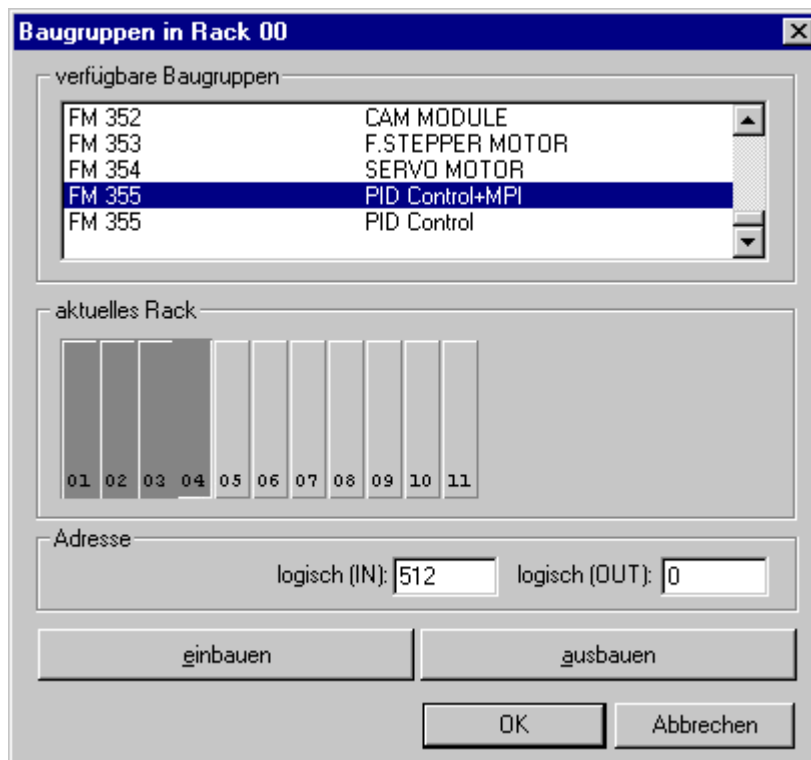 Baugruppen in Rack 00
verfügbare Baugruppen
FM 352 CAM MODULE
FM 353 F.STEPPER MOTOR
FM 354 SERVO MOTOR
FM 355 PID Control+MPI
FM 355 PID Control
aktuelles Rack
01 02 03 04 05 06 07 08 09 10 11
Adresse
logisch (IN): 512 logisch (OUT): 0
einbauen ausbauen
OK Abbrechen